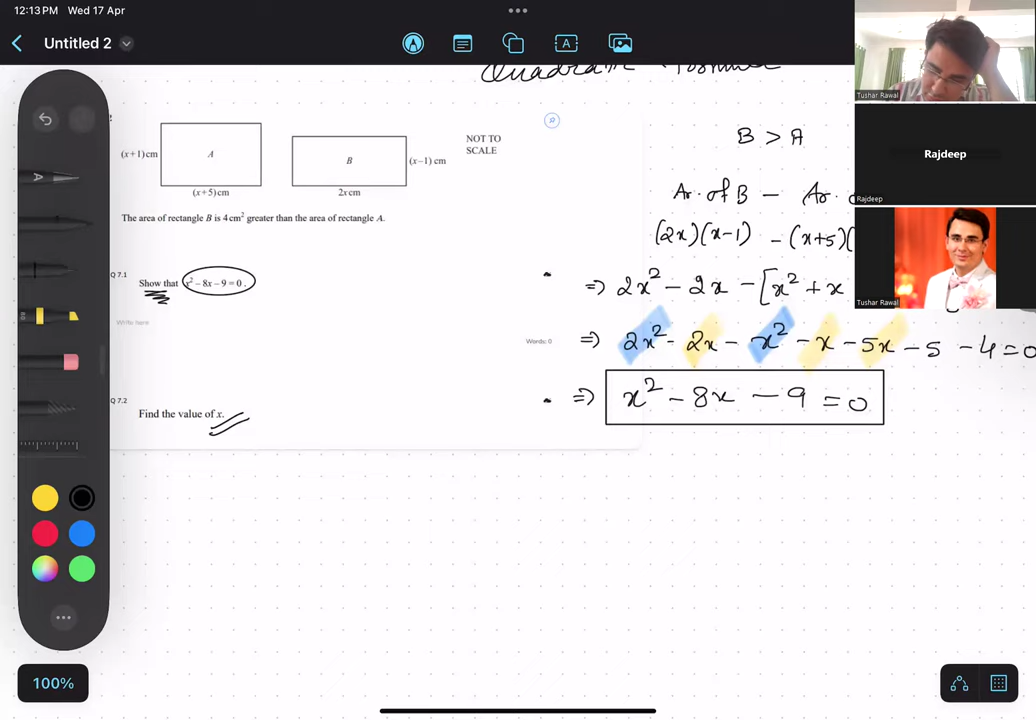 12:13 PM Wed 17 Apr
Untitled 2
A
Quadratic Formula
Tushar Rawal
Rajdeep
Rajdeep
Tushar Rawal
(x+1) cm
A
(x+5) cm
B
(x−1) cm
2x cm
NOT TO
SCALE
The area of rectangle B is 4 cm² greater than the area of rectangle A.
Q 7.1
Show that x² − 8x − 9 = 0.
Write here
Words: 0
Q 7.2
Find the value of x.
B > A
Ar. of B − Ar.
(2x)(x−1) − (x+5)(
⇒ 2x² − 2x − [x² + x
⇒ 2x² − 2x − x² − x − 5x − 5 − 4 = 0
⇒ x² − 8x − 9 = 0
100%